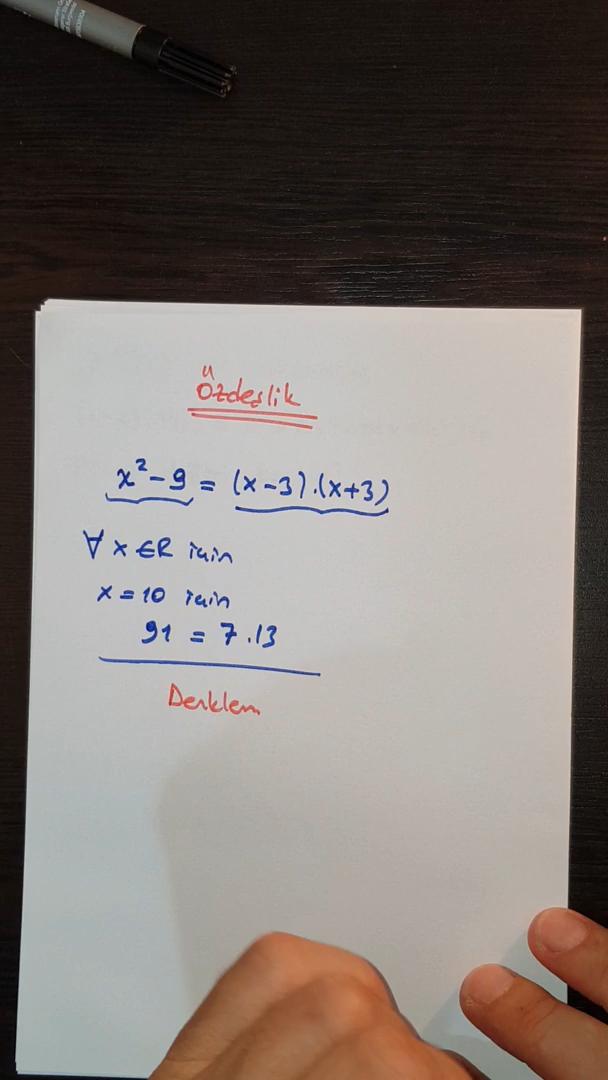 Özdeşlik
x² - 9 = (x-3).(x+3)
∀ x ∈ R için
x = 10 için
91 = 7.13
Denklem